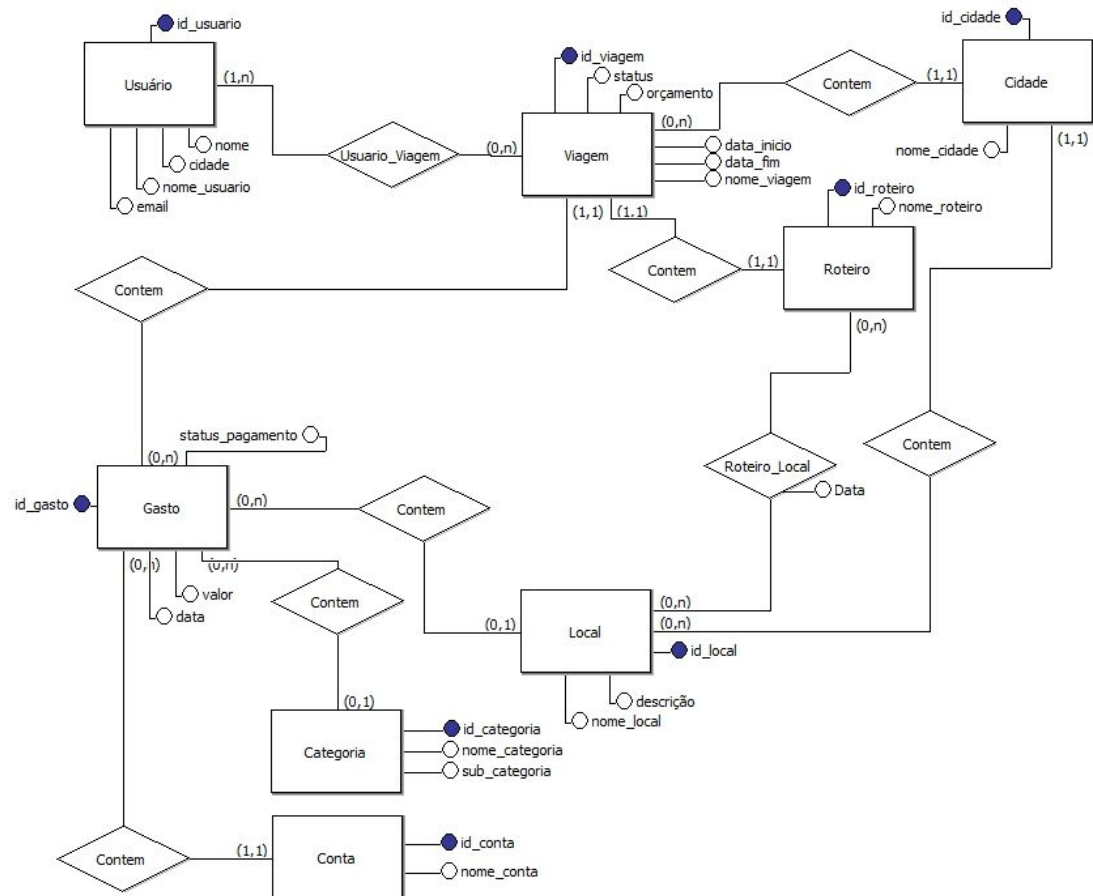 id_usuario
Usuário
(1,n)
nome
cidade
nome_usuario
email
Usuario_Viagem
(0,n)
id_viagem
status
orçamento
Viagem
(0,n)
data_inicio
data_fim
nome_viagem
(1,1)
(1,1)
Contem
(1,1)
id_cidade
Cidade
nome_cidade
(1,1)
id_roteiro
nome_roteiro
Contem
(1,1)
Roteiro
(0,n)
Contem
status_pagamento
(0,n)
id_gasto
Gasto
(0,n)
Contem
Roteiro_Local
Data
Contem
(0,n)
(0,n)
valor
data
Contem
(0,1)
Local
(0,n)
(0,n)
id_local
descrição
nome_local
(0,1)
Categoria
id_categoria
nome_categoria
sub_categoria
Contem
(1,1)
Conta
id_conta
nome_conta